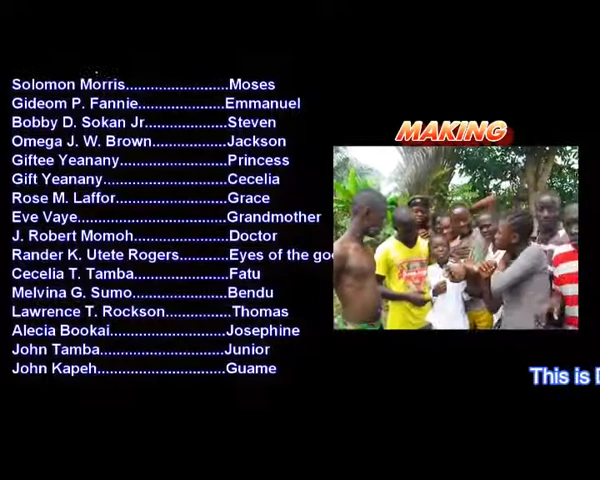 Solomon Morris.........................Moses
Gideom P. Fannie.....................Emmanuel
Bobby D. Sokan Jr....................Steven
Omega J. W. Brown..................Jackson
Giftee Yeanany..........................Princess
Gift Yeanany..............................Cecelia
Rose M. Laffor...........................Grace
Eve Vaye....................................Grandmother
J. Robert Momoh.......................Doctor
Rander K. Utete Rogers............Eyes of the
Cecelia T. Tamba.......................Fatu
Melvina G. Sumo.......................Bendu
Lawrence T. Rockson................Thomas
Alecia Bookai............................Josephine
John Tamba..............................Junior
John Kapeh...............................Guame
MAKING
This is